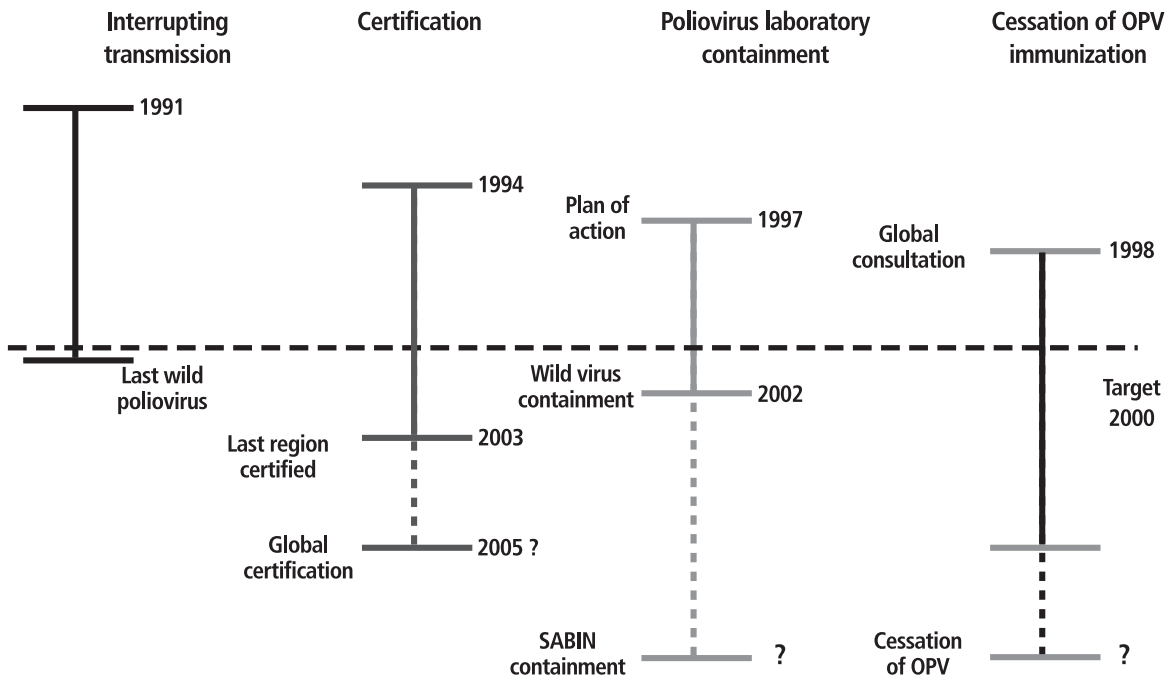 Interrupting
transmission
Certification
Poliovirus laboratory
containment
Cessation of OPV
immunization
1991
1994
Plan of
action
1997
Global
consultation
1998
Last wild
poliovirus
Wild virus
containment
2002
Target
2000
Last region
certified
2003
Global
certification
2005 ?
SABIN
containment
?
Cessation
of OPV
?